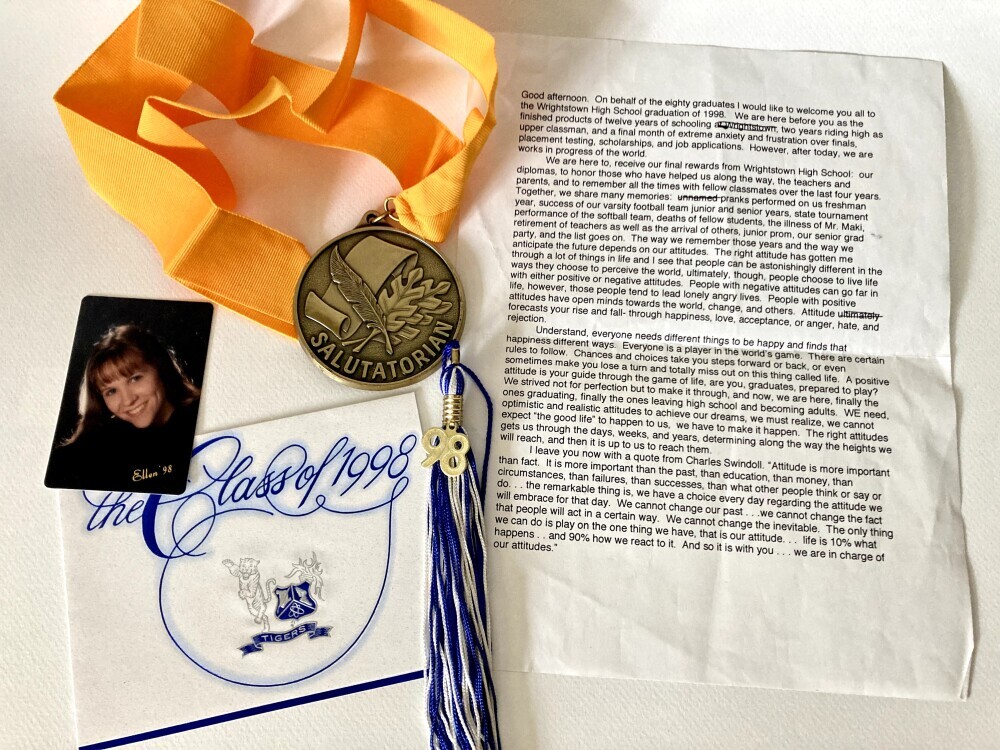 SALUTATORIAN
Ellen '98
the Class of 1998
98
TIGERS
Good afternoon. On behalf of the eighty graduates I would like to welcome you all to
the Wrightstown High School graduation of 1998. We are here before you as the
finished products of twelve years of schooling at Wrightstown, two years riding high as
upper classman, and a final month of extreme anxiety and frustration over finals,
placement testing, scholarships, and job applications. However, after today, we are
works in progress of the world.
We are here to, receive our final rewards from Wrightstown High School: our
diplomas, to honor those who have helped us along the way, the teachers and
parents, and to remember all the times with fellow classmates over the last four years.
Together, we share many memories: unnamed pranks performed on us freshman
year, success of our varsity football team junior and senior years, state tournament
performance of the softball team, deaths of fellow students, the illness of Mr. Maki,
retirement of teachers as well as the arrival of others, junior prom, our senior grad
party, and the list goes on. The way we remember those years and the way we
anticipate the future depends on our attitudes. The right attitude has gotten me
through a lot of things in life and I see that people can be astonishingly different in the
ways they choose to perceive the world, ultimately, though, people choose to live life
with either positive or negative attitudes. People with negative attitudes can go far in
life, however, those people tend to lead lonely angry lives. People with positive
attitudes have open minds towards the world, change, and others. Attitude ultimately
forecasts your rise and fall- through happiness, love, acceptance, or anger, hate, and
rejection.
Understand, everyone needs different things to be happy and finds that
happiness different ways. Everyone is a player in the world's game. There are certain
rules to follow. Chances and choices take you steps forward or back, or even
sometimes make you lose a turn and totally miss out on this thing called life. A positive
attitude is your guide through the game of life, are you, graduates, prepared to play?
We strived not for perfection but to make it through, and now, we are here, finally the
ones graduating, finally the ones leaving high school and becoming adults. WE need,
optimistic and realistic attitudes to achieve our dreams, we must realize, we cannot
expect "the good life" to happen to us, we have to make it happen. The right attitudes
gets us through the days, weeks, and years, determining along the way the heights we
will reach, and then it is up to us to reach them.
I leave you now with a quote from Charles Swindoll. "Attitude is more important
than fact. It is more important than the past, than education, than money, than
circumstances, than failures, than successes, than what other people think or say or
do. . . the remarkable thing is, we have a choice every day regarding the attitude we
will embrace for that day. We cannot change our past . . .we cannot change the fact
that people will act in a certain way. We cannot change the inevitable. The only thing
we can do is play on the one thing we have, that is our attitude. . . life is 10% what
happens . . and 90% how we react to it. And so it is with you . . . we are in charge of
our attitudes."